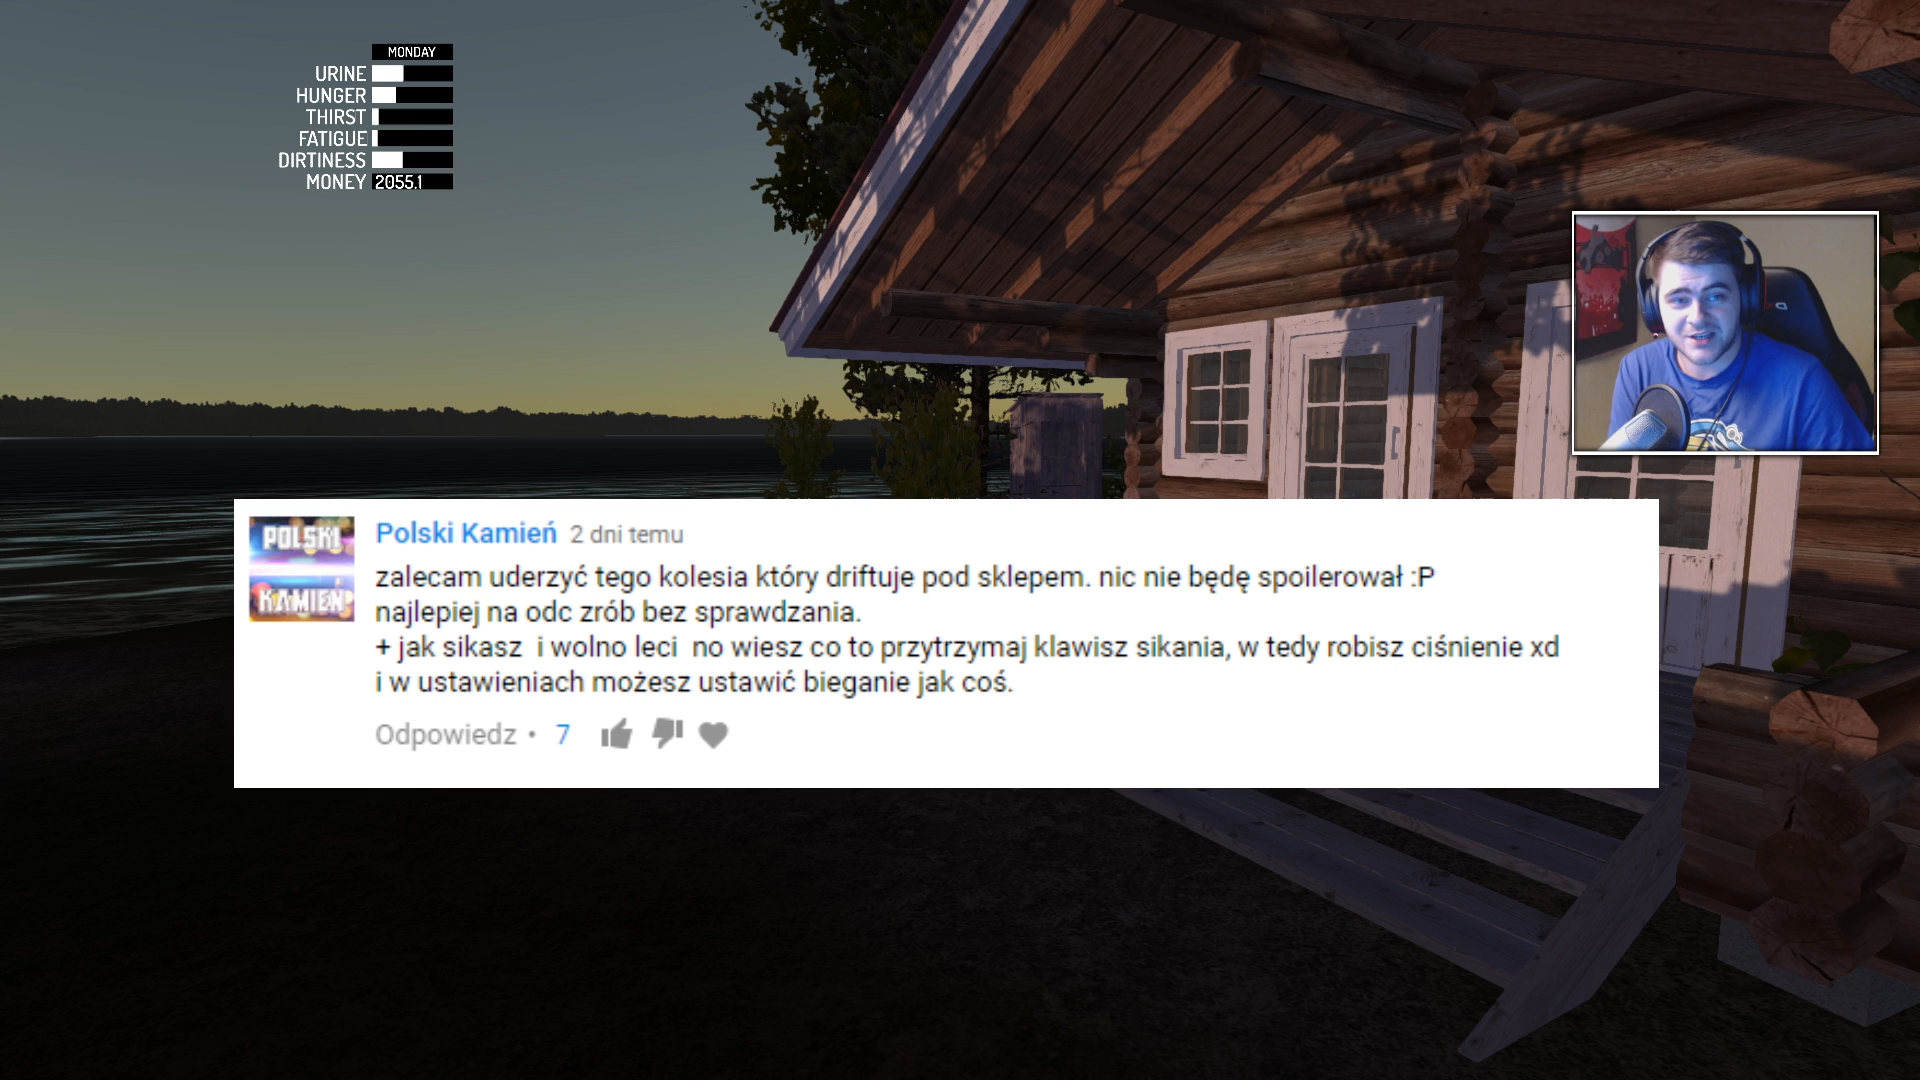 MONDAY
URINE
HUNGER
THIRST
FATIGUE
DIRTINESS
MONEY 2055.1
POLSKI
KAMIEŃ
Polski Kamień 2 dni temu
zalecam uderzyć tego kolesia który driftuje pod sklepem. nic nie będę spoilerował :P
najlepiej na odc zrób bez sprawdzania.
+ jak sikasz i wolno leci no wiesz co to przytrzymaj klawisz sikania, w tedy robisz ciśnienie xd
i w ustawieniach możesz ustawić bieganie jak coś.
Odpowiedz • 7